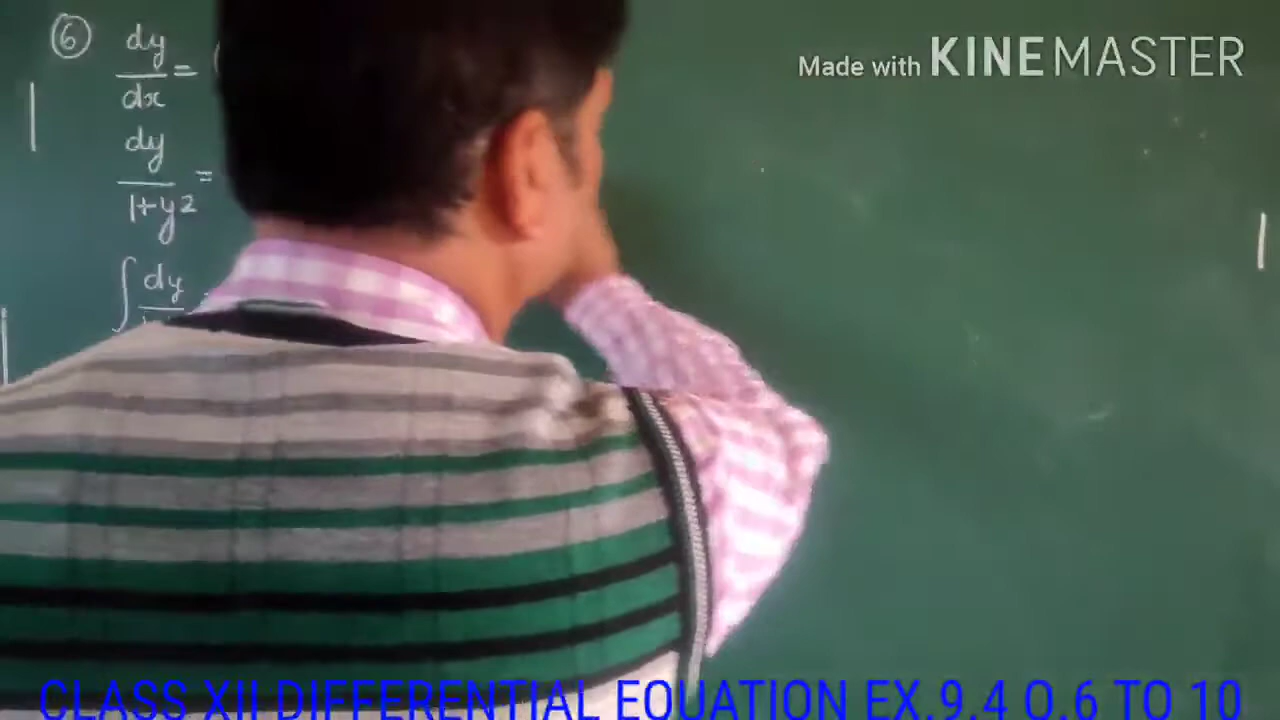 Made with KINEMASTER
⑥ dy/dx = (
dy/1+y2 =
∫ dy
CLASS XII DIFFERENTIAL EQUATION EX.9.4 Q.6 TO 10